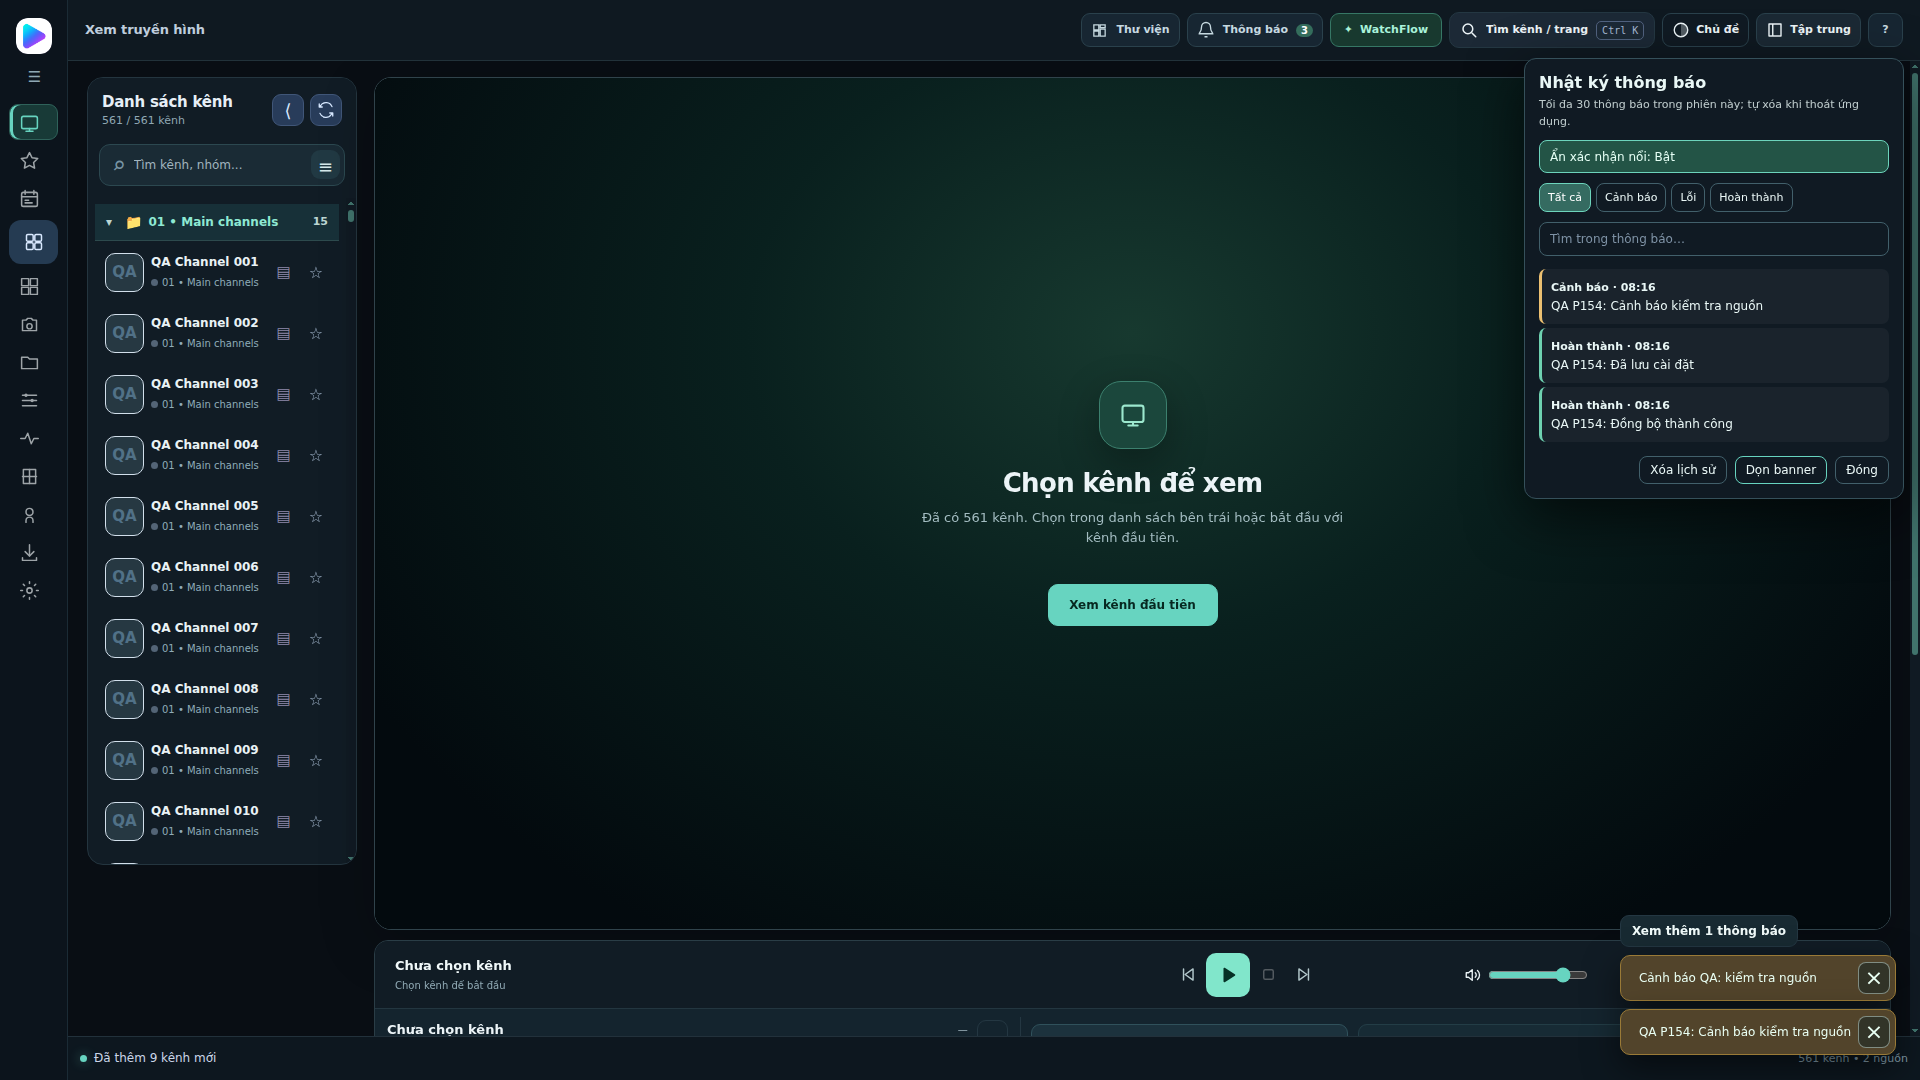 Xem truyền hình
Thư viện
Thông báo 3
WatchFlow
Tìm kênh / trang Ctrl K
Chủ đề
Tập trung
?
Danh sách kênh
561 / 561 kênh
Tìm kênh, nhóm...
01 • Main channels 15
QA QA Channel 001
01 • Main channels
QA QA Channel 002
01 • Main channels
QA QA Channel 003
01 • Main channels
QA QA Channel 004
01 • Main channels
QA QA Channel 005
01 • Main channels
QA QA Channel 006
01 • Main channels
QA QA Channel 007
01 • Main channels
QA QA Channel 008
01 • Main channels
QA QA Channel 009
01 • Main channels
QA QA Channel 010
01 • Main channels
Chọn kênh để xem
Đã có 561 kênh. Chọn trong danh sách bên trái hoặc bắt đầu với
kênh đầu tiên.
Xem kênh đầu tiên
Nhật ký thông báo
Tối đa 30 thông báo trong phiên này; tự xóa khi thoát ứng
dụng.
Ẩn xác nhận nổi: Bật
Tất cả
Cảnh báo
Lỗi
Hoàn thành
Tìm trong thông báo...
Cảnh báo · 08:16
QA P154: Cảnh báo kiểm tra nguồn
Hoàn thành · 08:16
QA P154: Đã lưu cài đặt
Hoàn thành · 08:16
QA P154: Đồng bộ thành công
Xóa lịch sử
Dọn banner
Đóng
Chưa chọn kênh
Chọn kênh để bắt đầu
Chưa chọn kênh
Xem thêm 1 thông báo
Cảnh báo QA: kiểm tra nguồn
QA P154: Cảnh báo kiểm tra nguồn
Đã thêm 9 kênh mới
561 kênh • 2 nguồn